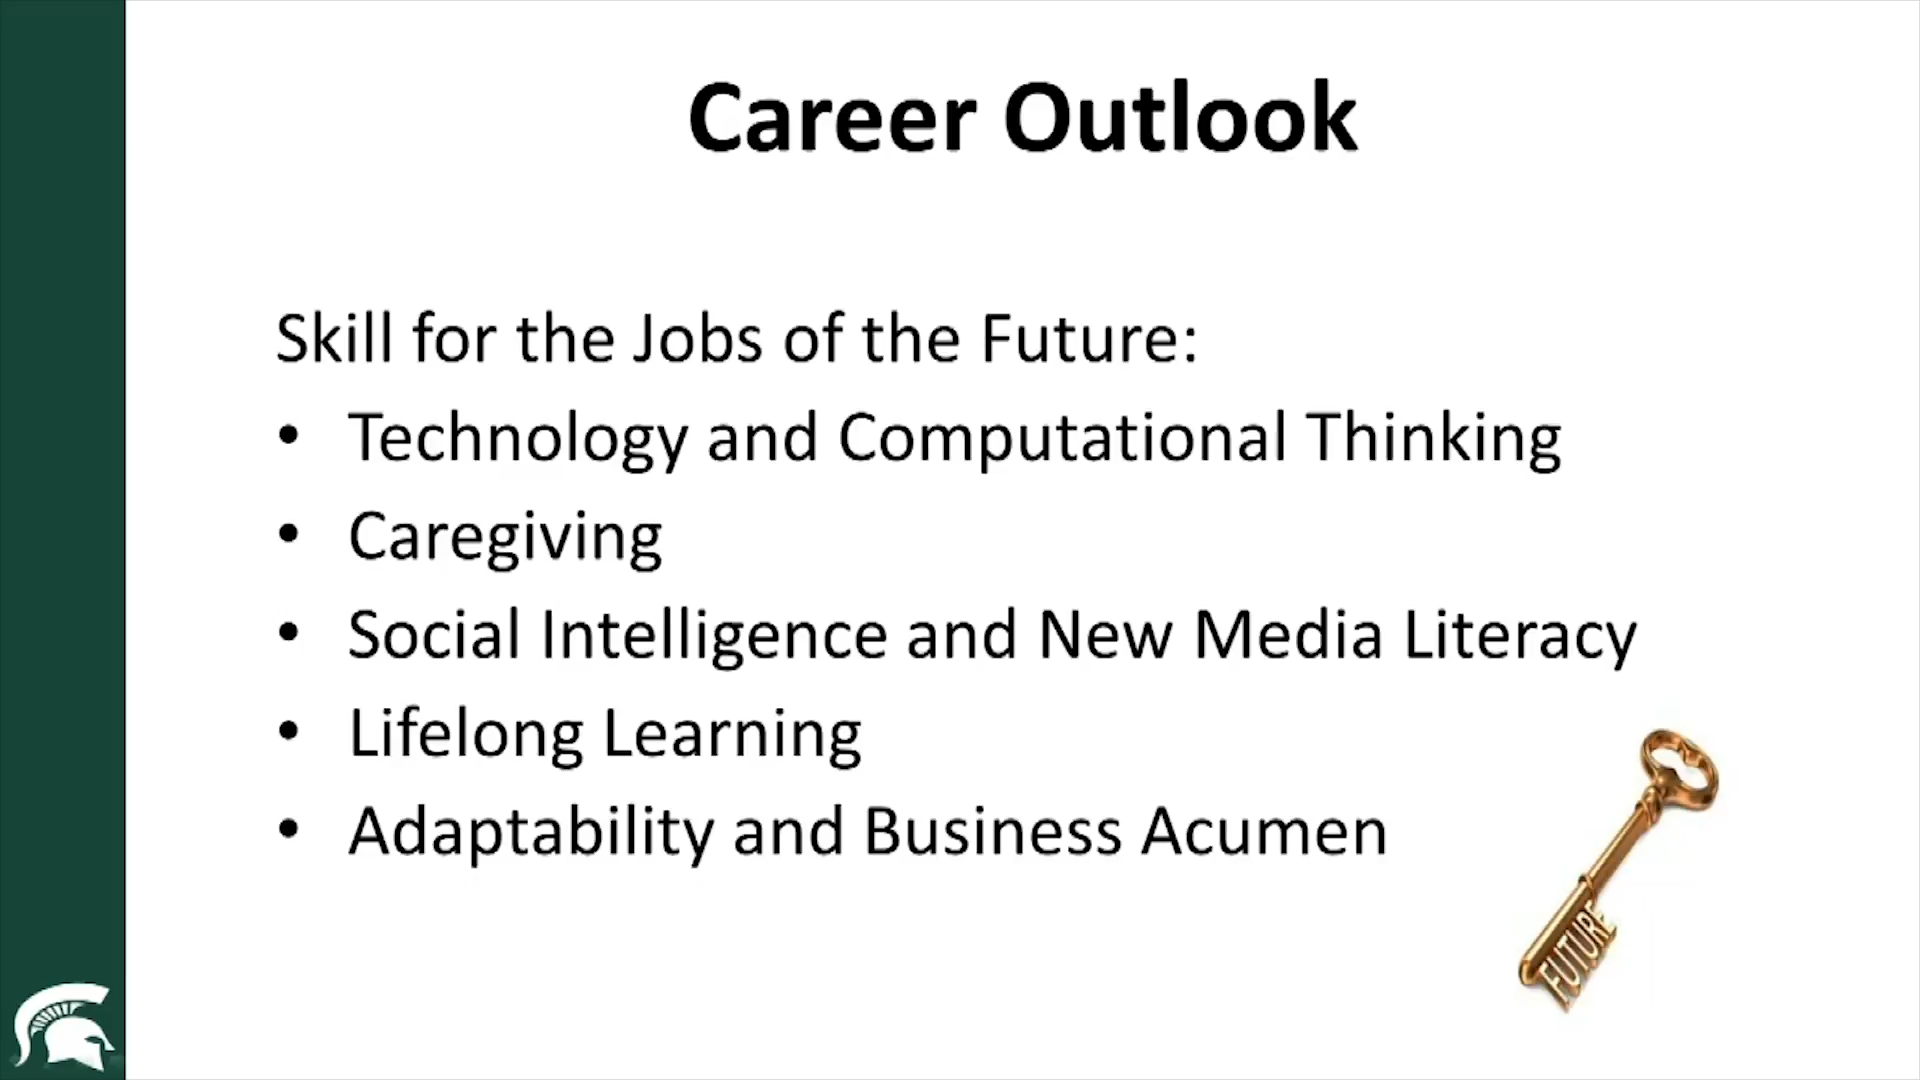 Career Outlook
Skill for the Jobs of the Future:
• Technology and Computational Thinking
• Caregiving
• Social Intelligence and New Media Literacy
• Lifelong Learning
• Adaptability and Business Acumen
FUTURE